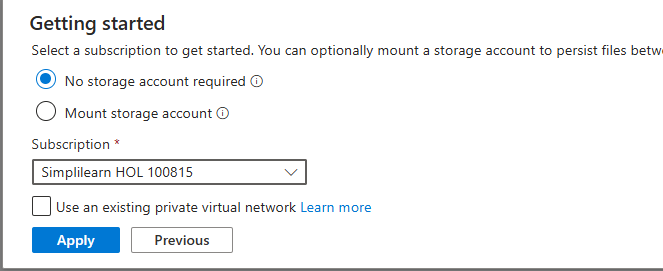 Getting started
Select a subscription to get started. You can optionally mount a storage account to persist files
No storage account required
Mount storage account
Subscription *
Simplilearn HOL 100815
Use an existing private virtual network Learn more
Apply Previous